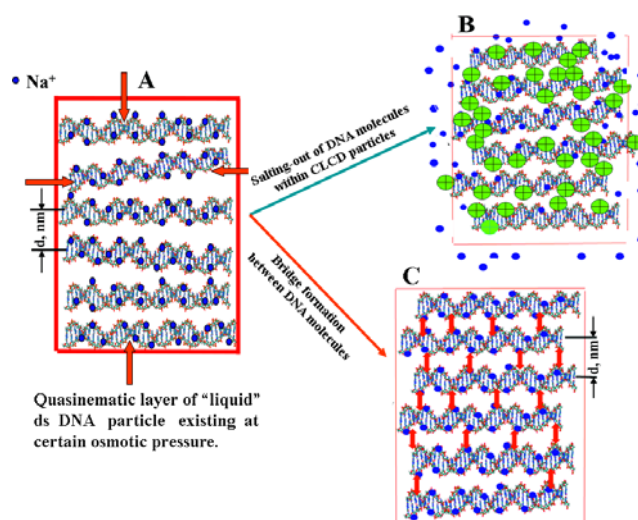 Na+
A
d, nm
Quasinematic layer of "liquid"
ds DNA particle existing at
certain osmotic pressure.
Salting-out of DNA molecules
within CLCD particles
Bridge formation
between DNA molecules
B
C
d, nm